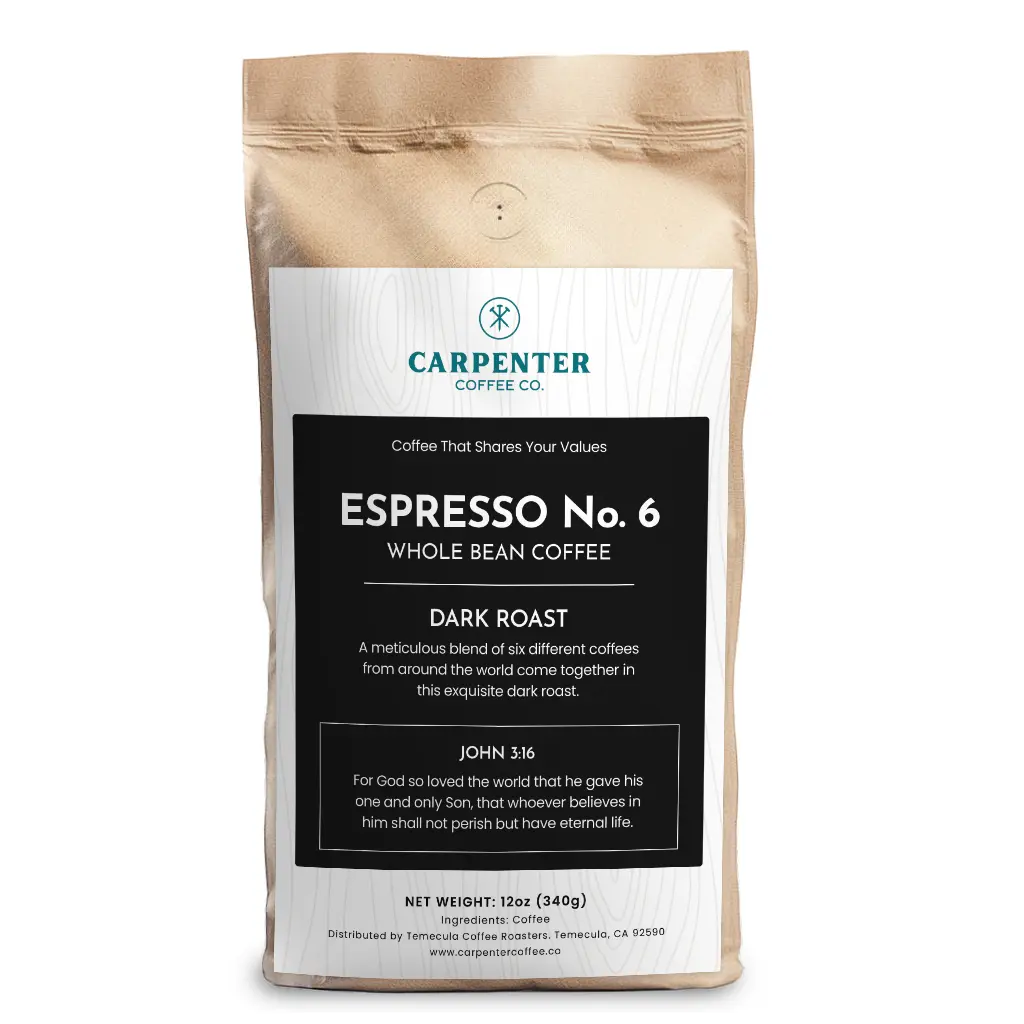 CARPENTER
COFFEE CO.
Coffee That Shares Your Values
ESPRESSO No. 6
WHOLE BEAN COFFEE
DARK ROAST
A meticulous blend of six different coffees
from around the world come together in
this exquisite dark roast.
JOHN 3:16
For God so loved the world that he gave his
one and only Son, that whoever believes in
him shall not perish but have eternal life.
NET WEIGHT: 12oz (340g)
Ingredients: Coffee
Distributed by Temecula Coffee Roasters. Temecula, CA 92590
www.carpentercoffee.ca